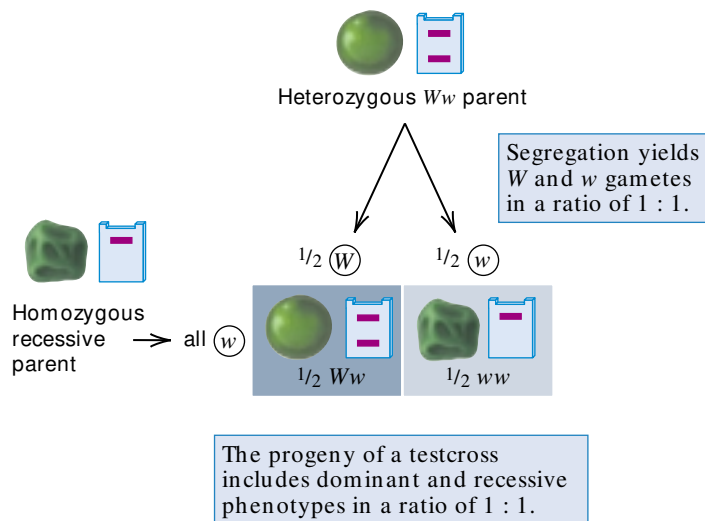 Heterozygous Ww parent
Segregation yields
W and w gametes
in a ratio of 1 : 1.
1/2 W
1/2 w
Homozygous
recessive
parent
all w
1/2 Ww
1/2 ww
The progeny of a testcross
includes dominant and recessive
phenotypes in a ratio of 1 : 1.